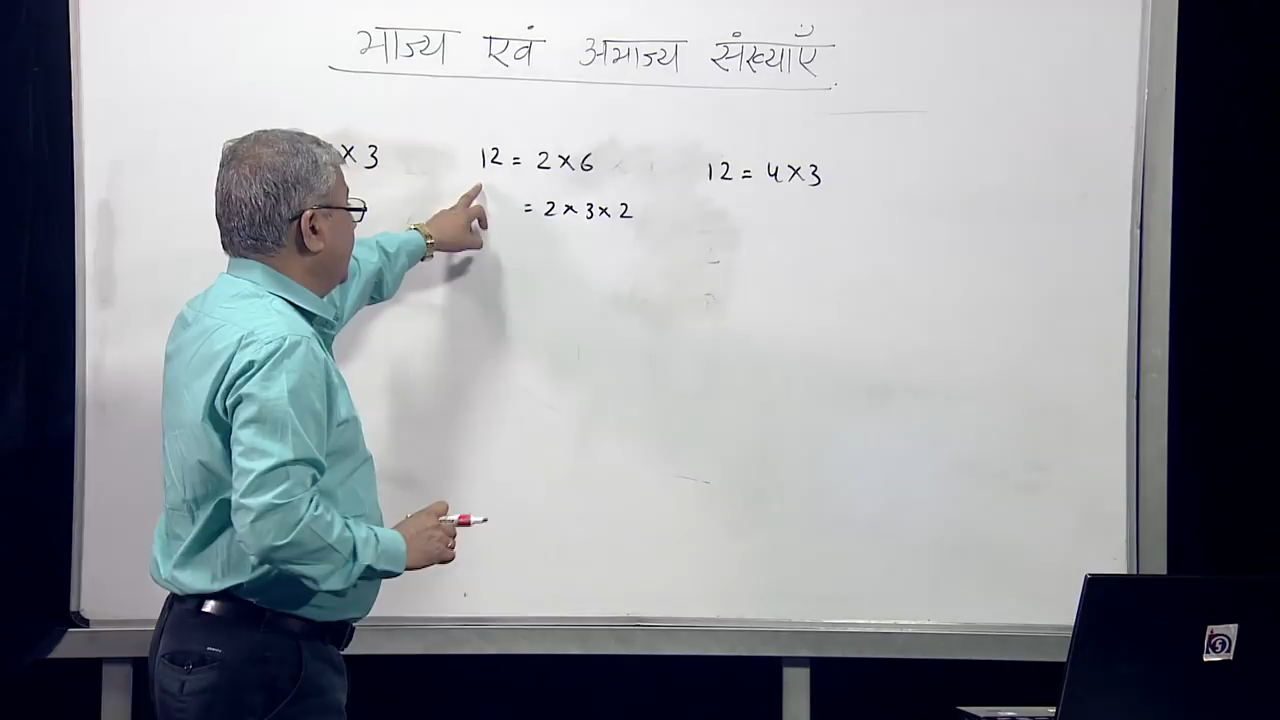 भाज्य एवं अभाज्य संख्याएँ
× 3
12 = 2 × 6
= 2 × 3 × 2
12 = 4 × 3